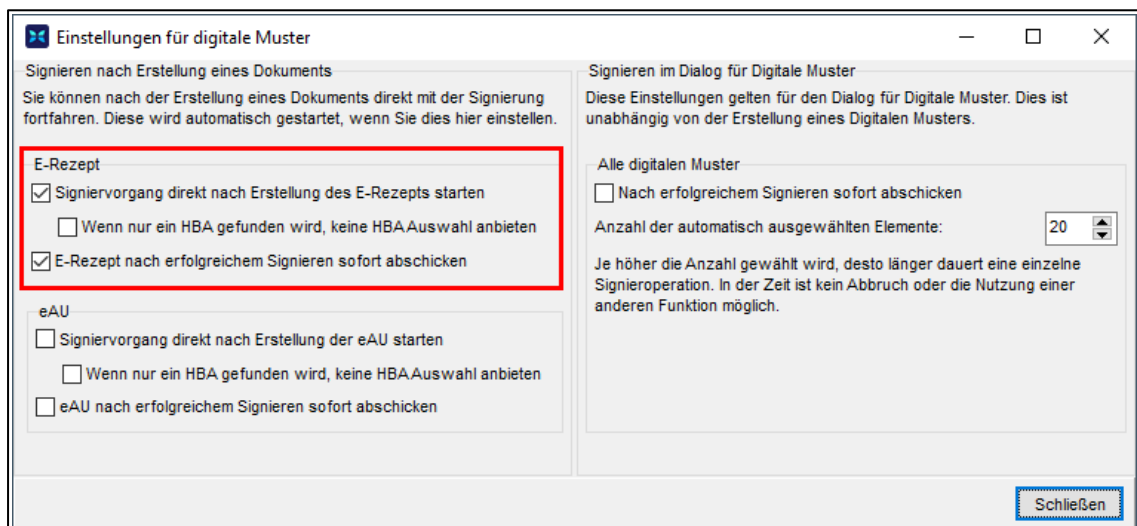 Einstellungen für digitale Muster
Signieren nach Erstellung eines Dokuments
Sie können nach der Erstellung eines Dokuments direkt mit der Signierung
fortfahren. Diese wird automatisch gestartet, wenn Sie dies hier einstellen.
E-Rezept
Signiervorgang direkt nach Erstellung des E-Rezepts starten
Wenn nur ein HBA gefunden wird, keine HBA Auswahl anbieten
E-Rezept nach erfolgreichem Signieren sofort abschicken
eAU
Signiervorgang direkt nach Erstellung der eAU starten
Wenn nur ein HBA gefunden wird, keine HBA Auswahl anbieten
eAU nach erfolgreichem Signieren sofort abschicken
Signieren im Dialog für Digitale Muster
Diese Einstellungen gelten für den Dialog für Digitale Muster. Dies ist
unabhängig von der Erstellung eines Digitalen Musters.
Alle digitalen Muster
Nach erfolgreichem Signieren sofort abschicken
Anzahl der automatisch ausgewählten Elemente: 20
Je höher die Anzahl gewählt wird, desto länger dauert eine einzelne
Signieroperation. In der Zeit ist kein Abbruch oder die Nutzung einer
anderen Funktion möglich.
Schließen